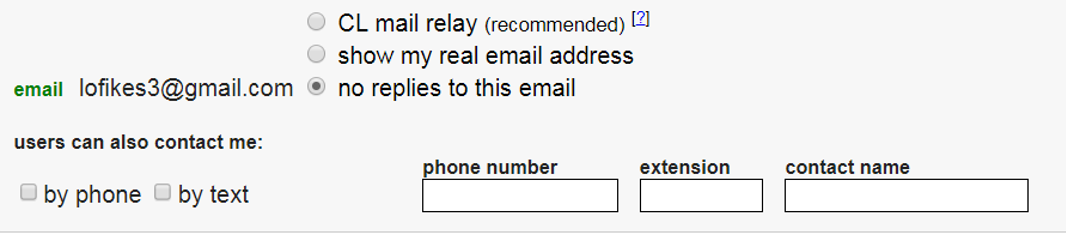 CL mail relay (recommended) [?]
show my real email address
email lofikes3@gmail.com no replies to this email
users can also contact me:
phone number extension contact name
by phone by text